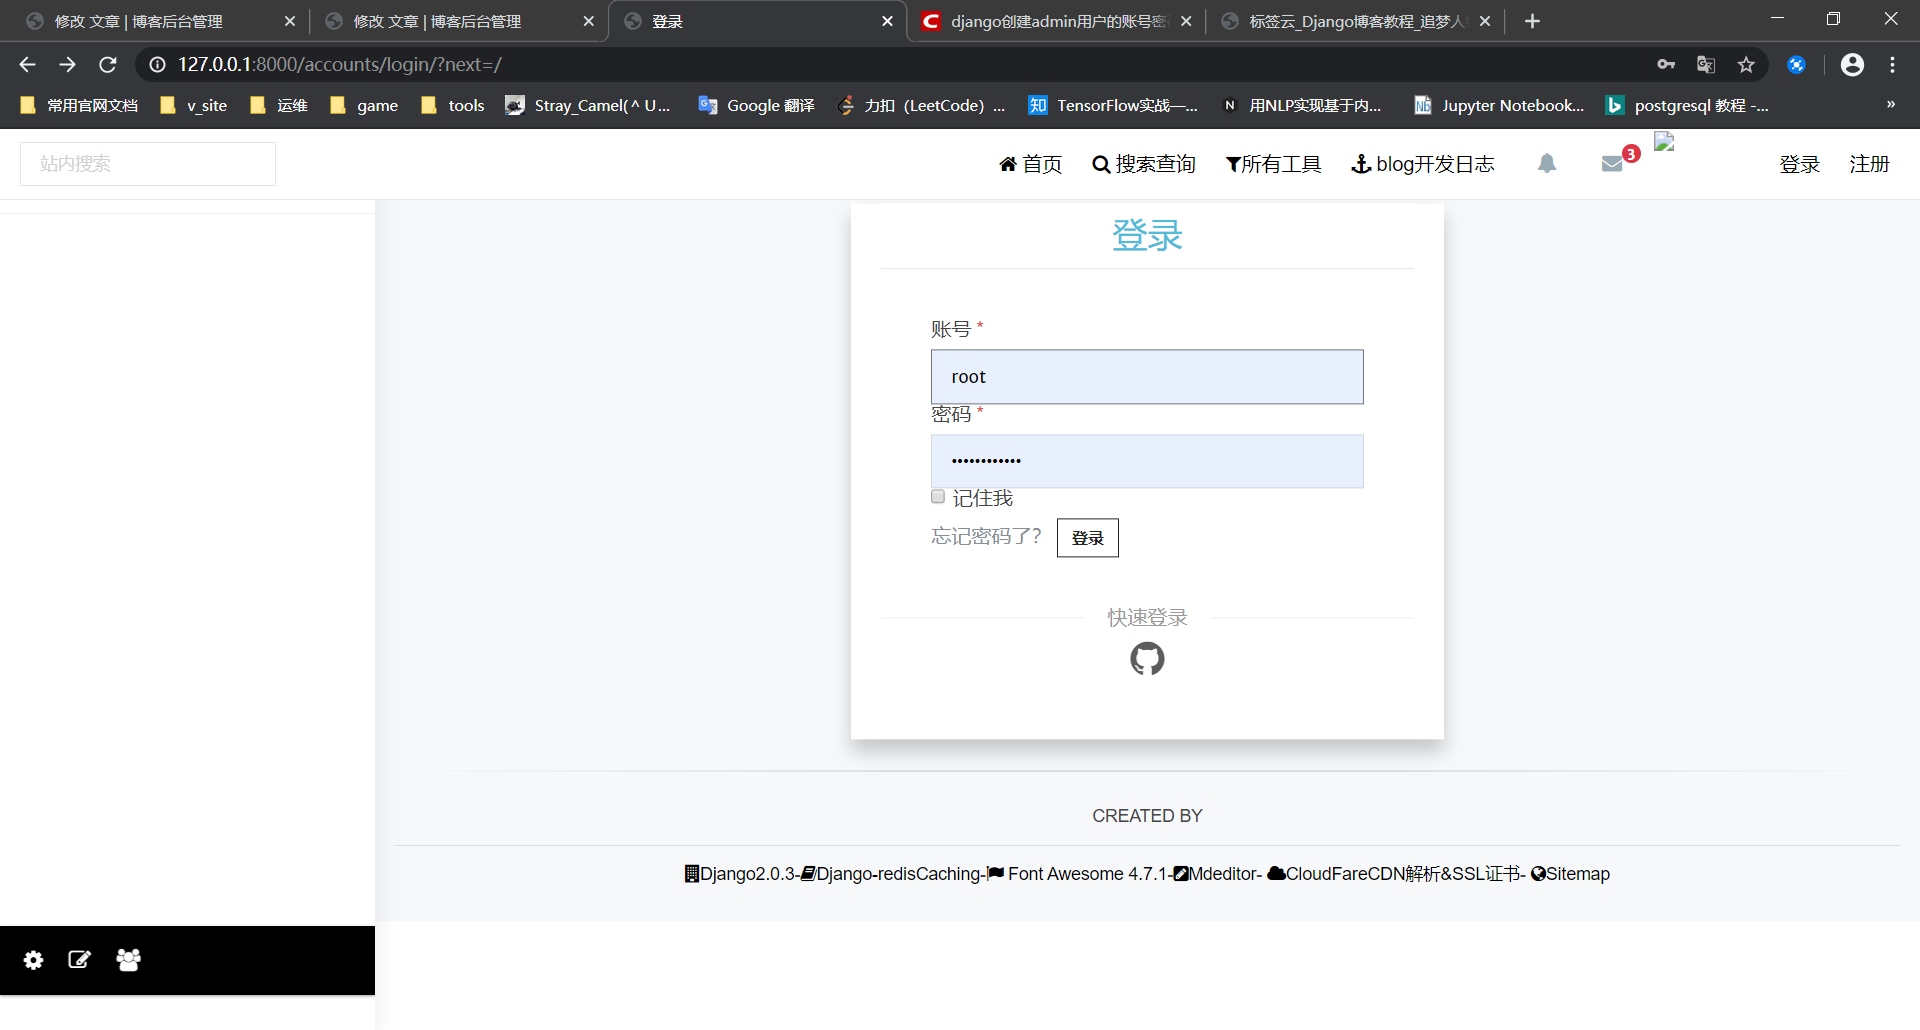 修改 文章 | 博客后台管理
修改 文章 | 博客后台管理
登录
django创建admin用户的账号密
标签云_Django博客教程_追梦人
127.0.0.1:8000/accounts/login/?next=/
常用官网文档
v_site
运维
game
tools
Stray_Camel(^ U...
Google 翻译
力扣（LeetCode）...
TensorFlow实战—...
用NLP实现基于内...
Jupyter Notebook...
postgresql 教程 -...
»
站内搜索
首页
搜索查询
所有工具
blog开发日志
3
登录
注册
登录
账号 *
root
密码 *
••••••••••••
记住我
忘记密码了？
登录
快速登录
CREATED BY
Django2.0.3-Django-redisCaching- Font Awesome 4.7.1-Mdeditor- CloudFareCDN解析&SSL证书- Sitemap